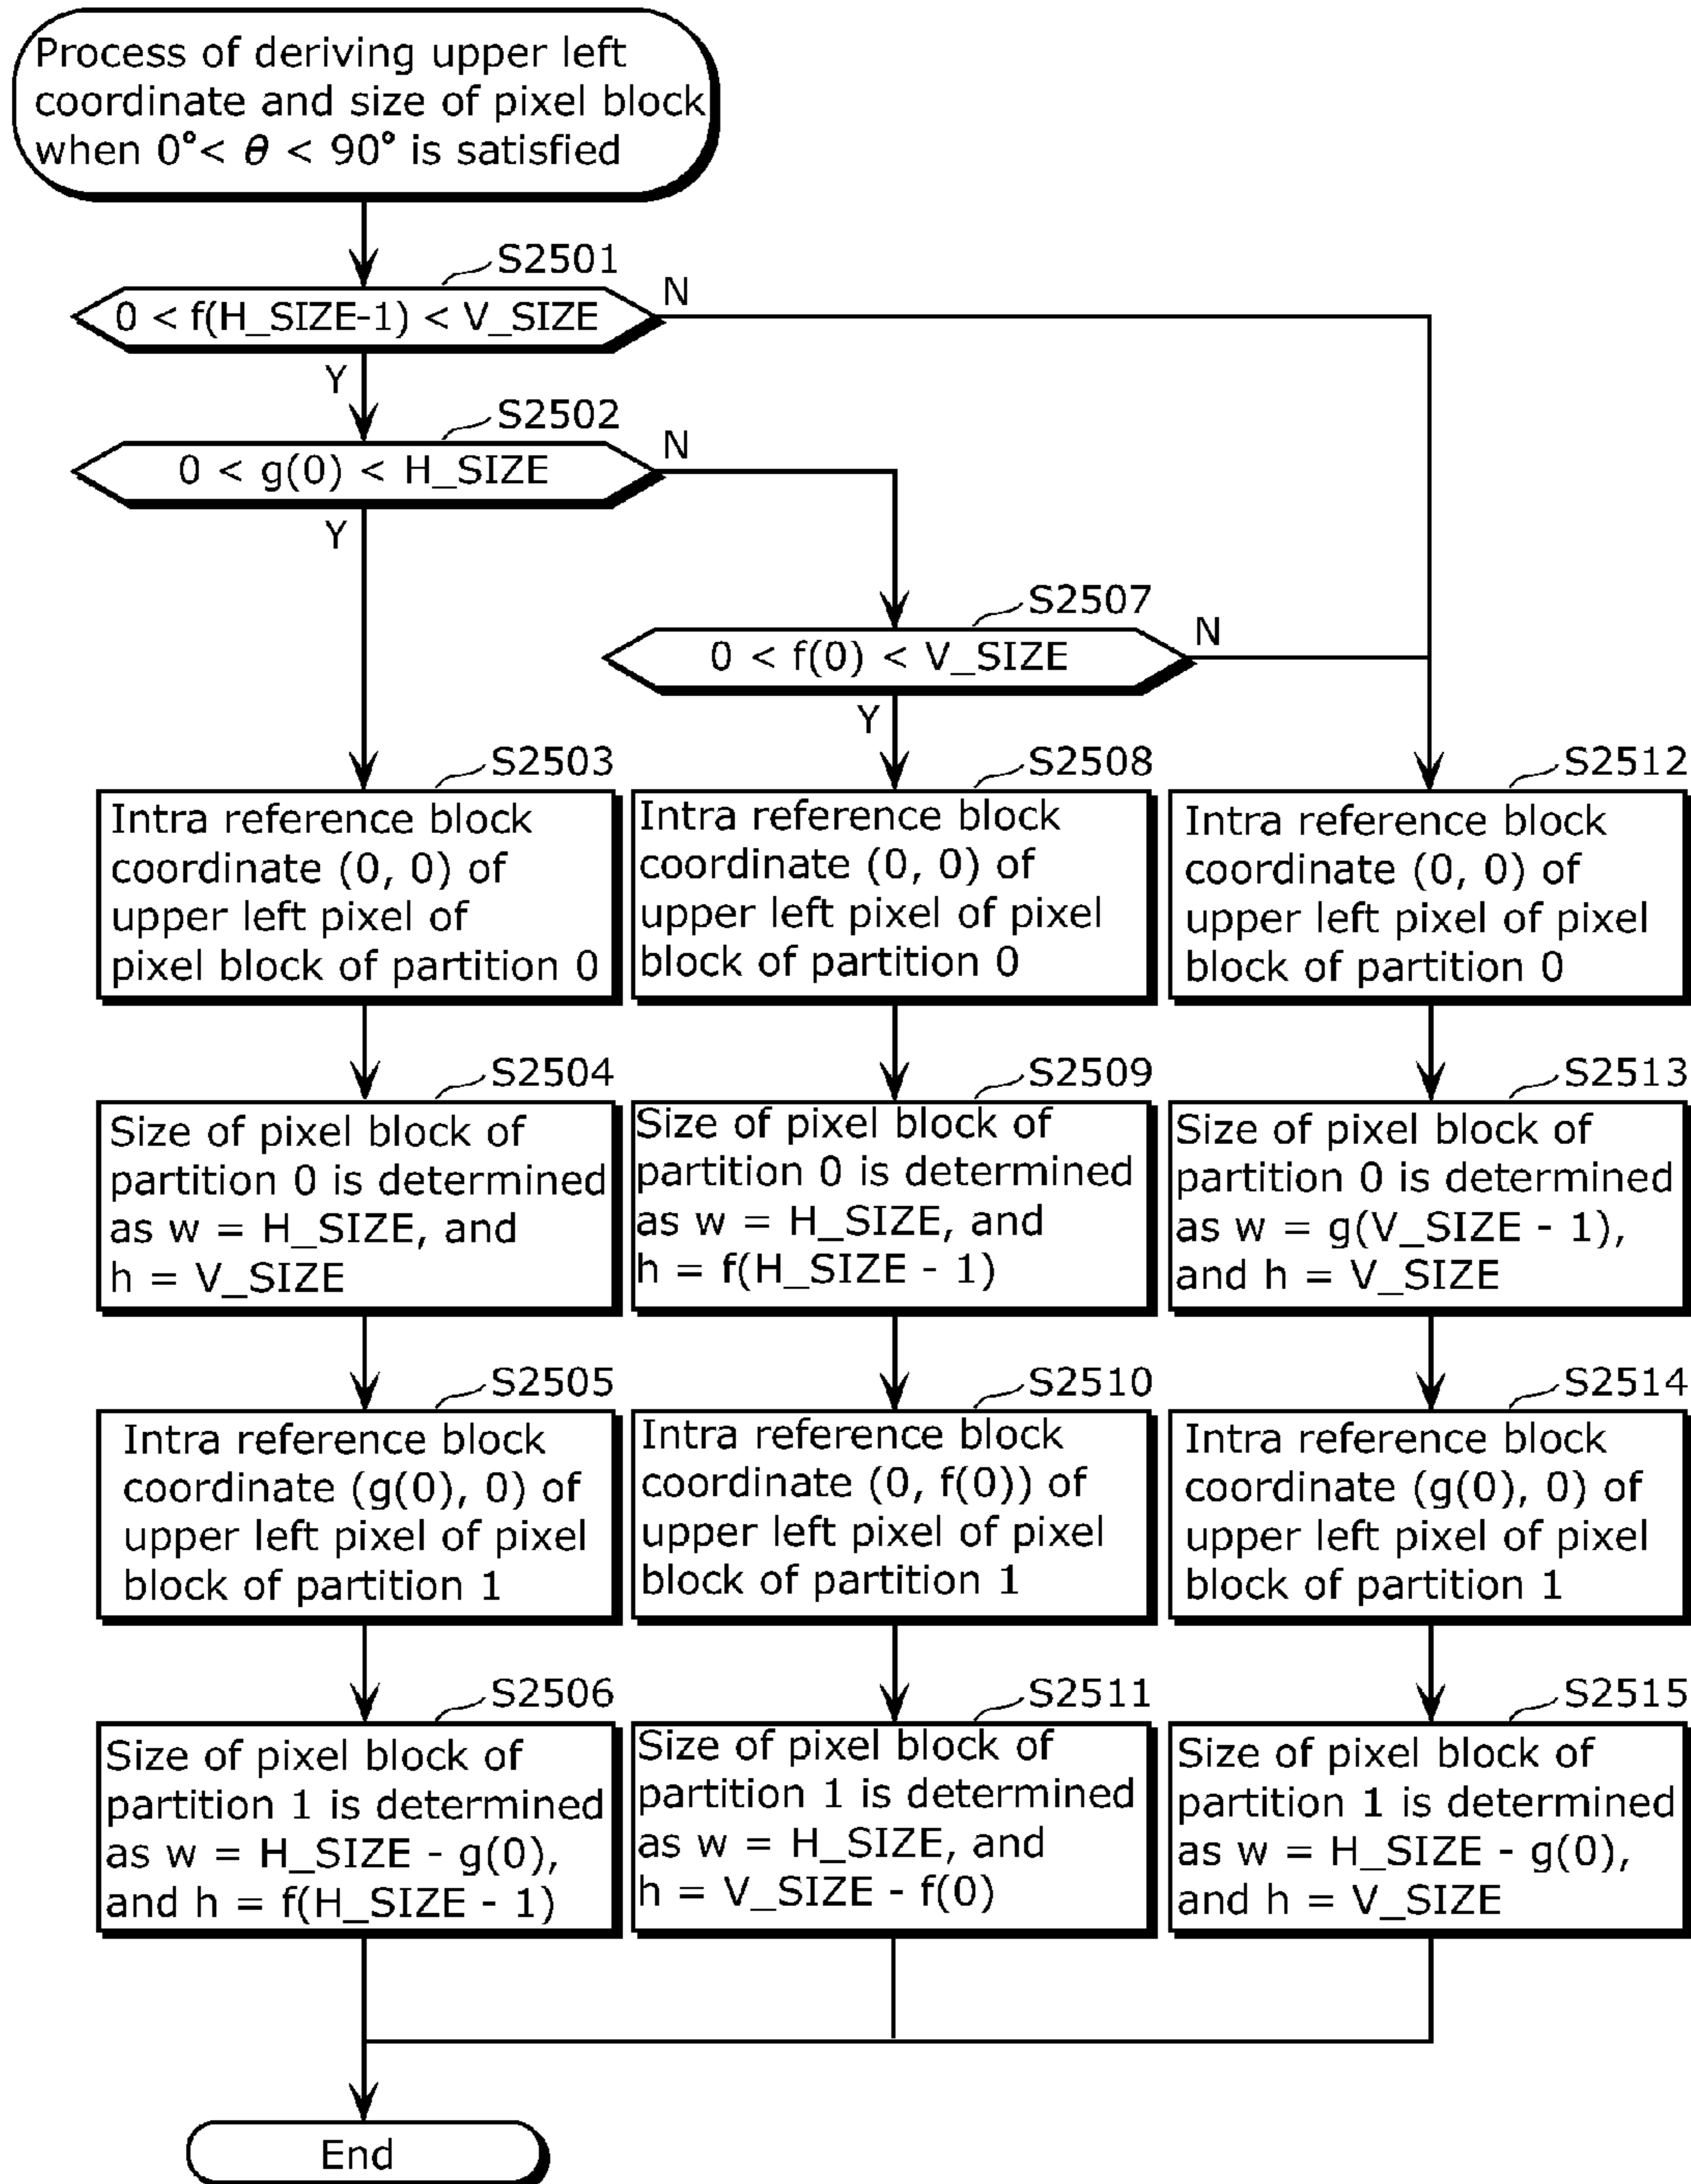 Process of deriving upper left
coordinate and size of pixel block
when 0°< θ < 90° is satisfied
S2501
0 < f(H_SIZE-1) < V_SIZE
N
Y
S2502
0 < g(0) < H_SIZE
N
Y
S2507
0 < f(0) < V_SIZE
N
Y
S2503
Intra reference block
coordinate (0, 0) of
upper left pixel of
pixel block of partition 0
S2508
Intra reference block
coordinate (0, 0) of
upper left pixel of pixel
block of partition 0
S2512
Intra reference block
coordinate (0, 0) of
upper left pixel of pixel
block of partition 0
S2504
Size of pixel block of
partition 0 is determined
as w = H_SIZE, and
h = V_SIZE
S2509
Size of pixel block of
partition 0 is determined
as w = H_SIZE, and
h = f(H_SIZE - 1)
S2513
Size of pixel block of
partition 0 is determined
as w = g(V_SIZE - 1),
and h = V_SIZE
S2505
Intra reference block
coordinate (g(0), 0) of
upper left pixel of pixel
block of partition 1
S2510
Intra reference block
coordinate (0, f(0)) of
upper left pixel of pixel
block of partition 1
S2514
Intra reference block
coordinate (g(0), 0) of
upper left pixel of pixel
block of partition 1
S2506
Size of pixel block of
partition 1 is determined
as w = H_SIZE - g(0),
and h = f(H_SIZE - 1)
S2511
Size of pixel block of
partition 1 is determined
as w = H_SIZE, and
h = V_SIZE - f(0)
S2515
Size of pixel block of
partition 1 is determined
as w = H_SIZE - g(0),
and h = V_SIZE
End